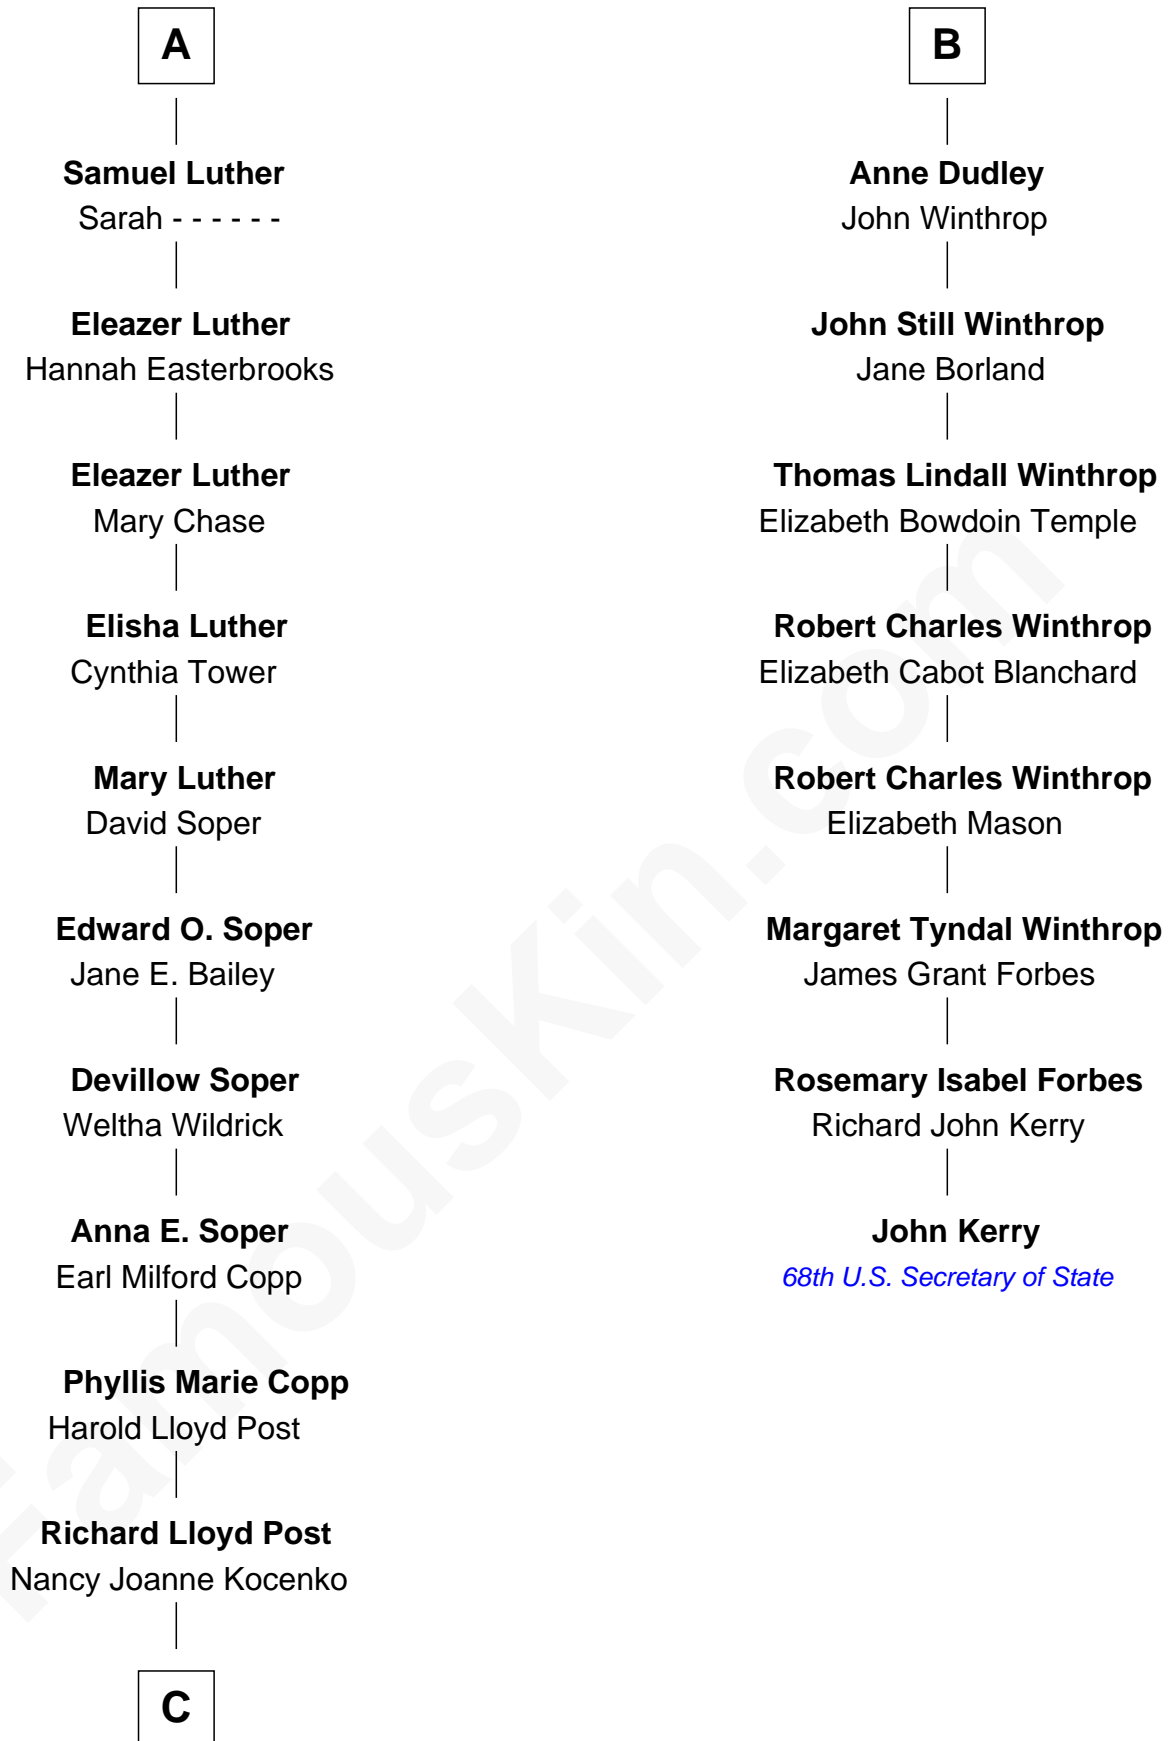 A
Samuel Luther
Sarah - - - - - -
Eleazer Luther
Hannah Easterbrooks
Eleazer Luther
Mary Chase
Elisha Luther
Cynthia Tower
Mary Luther
David Soper
Edward O. Soper
Jane E. Bailey
Devillow Soper
Weltha Wildrick
Anna E. Soper
Earl Milford Copp
Phyllis Marie Copp
Harold Lloyd Post
Richard Lloyd Post
Nancy Joanne Kocenko
C
B
Anne Dudley
John Winthrop
John Still Winthrop
Jane Borland
Thomas Lindall Winthrop
Elizabeth Bowdoin Temple
Robert Charles Winthrop
Elizabeth Cabot Blanchard
Robert Charles Winthrop
Elizabeth Mason
Margaret Tyndal Winthrop
James Grant Forbes
Rosemary Isabel Forbes
Richard John Kerry
John Kerry
68th U.S. Secretary of State
FamousKin.com